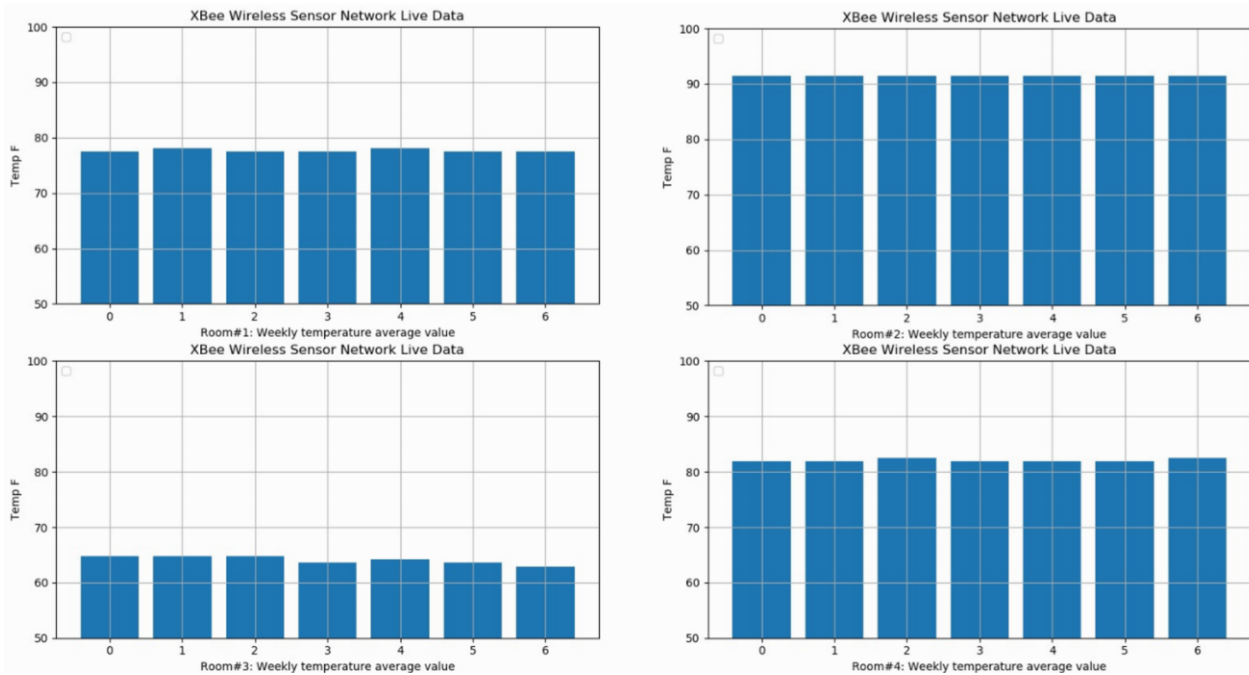 XBee Wireless Sensor Network Live Data
100
90
80
70
60
50
Temp F
0 1 2 3 4 5 6
Room#1: Weekly temperature average value
XBee Wireless Sensor Network Live Data
100
90
80
70
60
50
Temp F
0 1 2 3 4 5 6
Room#2: Weekly temperature average value
XBee Wireless Sensor Network Live Data
100
90
80
70
60
50
Temp F
0 1 2 3 4 5 6
Room#3: Weekly temperature average value
XBee Wireless Sensor Network Live Data
100
90
80
70
60
50
Temp F
0 1 2 3 4 5 6
Room#4: Weekly temperature average value